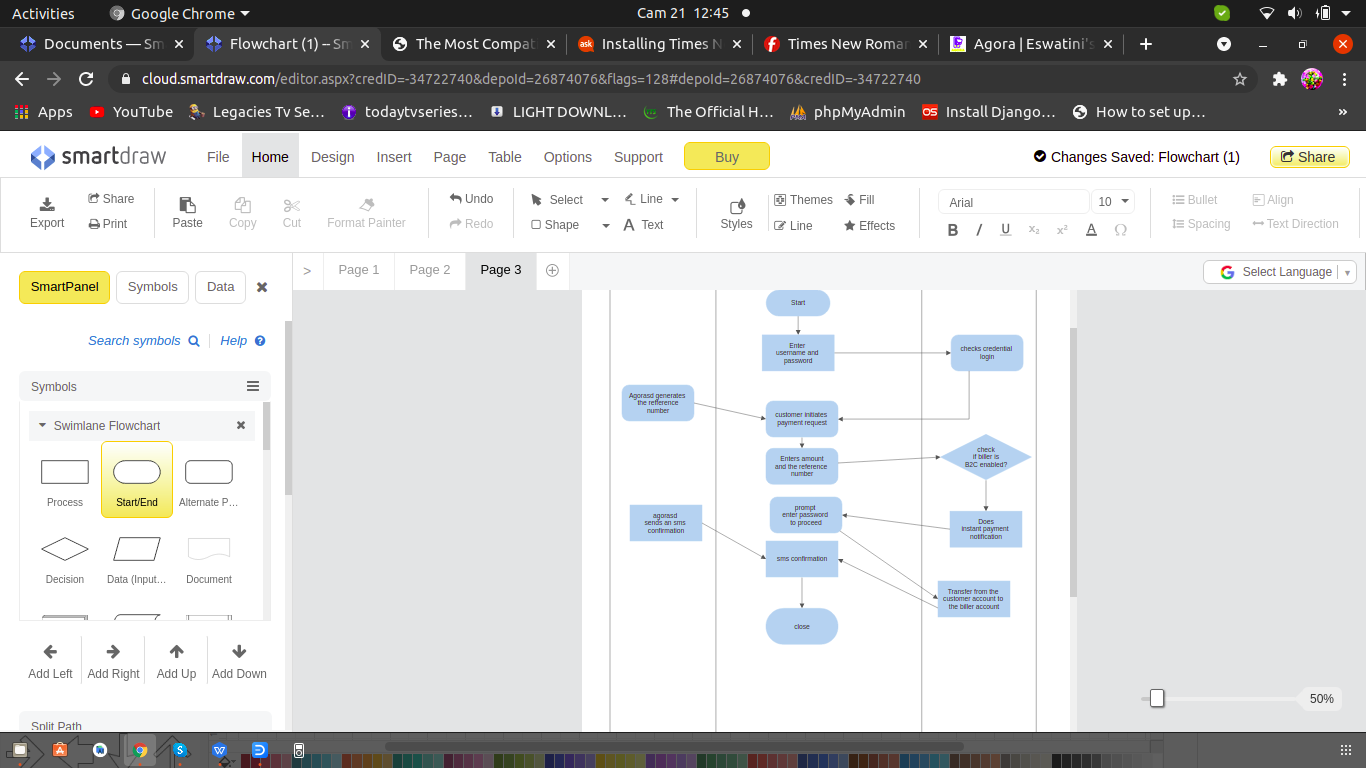 Activities
Google Chrome
Cam 21 12:45
Documents — Sm
Flowchart (1) – Sm
The Most Compat
ask
Installing Times N
Times New Roman
Agora | Eswatini's
cloud.smartdraw.com/editor.aspx?credID=-34722740&depoId=26874076&flags=128#depoId=26874076&credID=-34722740
Apps
YouTube
Legacies Tv Se...
todaytvseries...
LIGHT DOWNL...
The Official H...
phpMyAdmin
OS
Install Django...
How to set up...
»
smartdraw
File
Home
Design
Insert
Page
Table
Options
Support
Buy
Changes Saved: Flowchart (1)
Share
Export
Share
Print
Paste
Copy
Cut
Format Painter
Undo
Redo
Select
Shape
Line
A Text
Styles
Themes
Line
Fill
Effects
Arial
10
B I U x₂ x² A Ω
Bullet
Spacing
Align
Text Direction
SmartPanel
Symbols
Data
>
Page 1
Page 2
Page 3
Select Language
Search symbols
Help
Symbols
Swimlane Flowchart
Process
Start/End
Alternate P...
Decision
Data (Input...
Document
Add Left
Add Right
Add Up
Add Down
Split Path
Start
Enter
username and
password
checks credential
login
Agorasd generates
the refference
number
customer initiates
payment request
Enters amount
and the reference
number
check
if biller is
B2C enabled?
prompt
enter password
to proceed
agorasd
sends an sms
confirmation
Does
instant payment
notification
sms confirmation
Transfer from the
customer account to
the biller account
close
50%